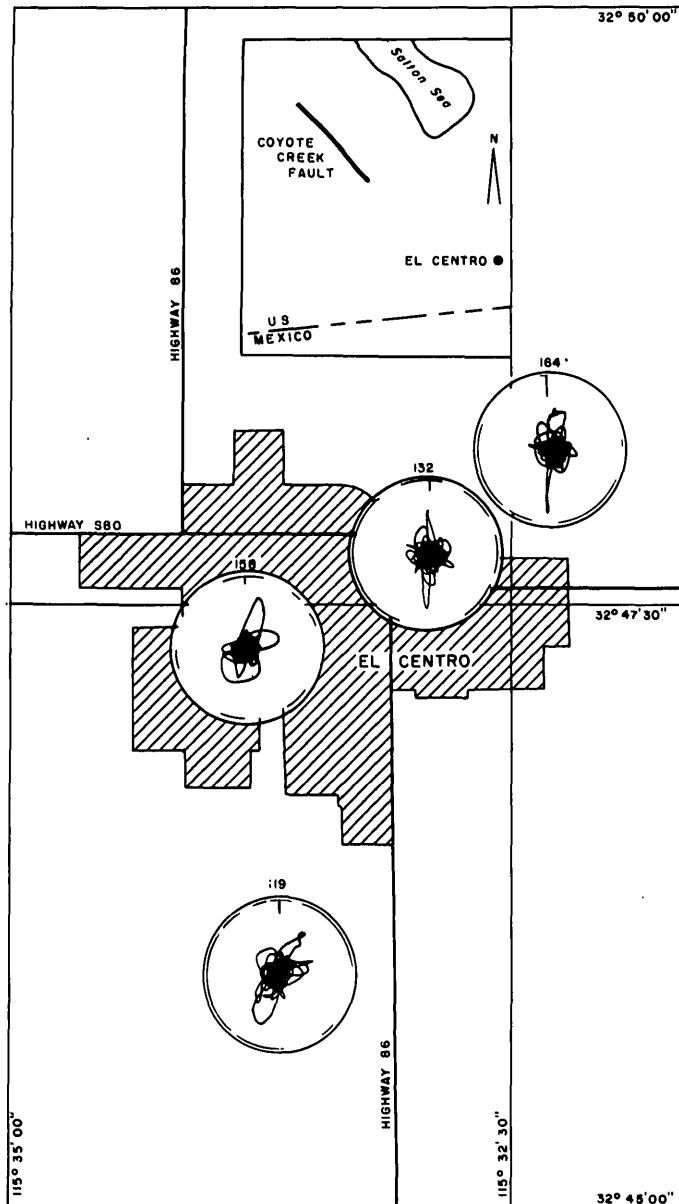 32° 50' 00"
Salton Sea
COYOTE
CREEK
FAULT
N
EL CENTRO
HIGHWAY 86
US
MEXICO
164
132
HIGHWAY S80
158
32° 47' 30"
EL CENTRO
119
HIGHWAY 86
115° 35' 00"
115° 32' 30"
32° 45' 00"